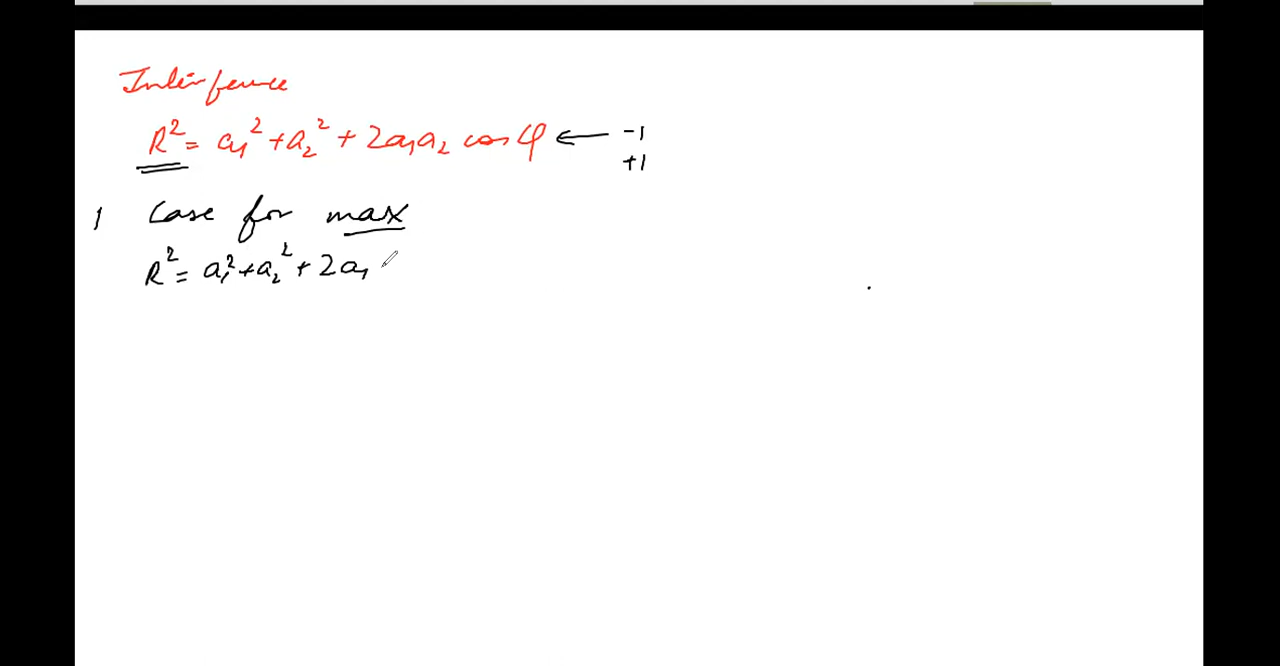 Interference
R² = a₁² + a₂² + 2a₁a₂ cos φ ← -1
+1
1 Case for max
R² = a₁² + a₂² + 2a₁